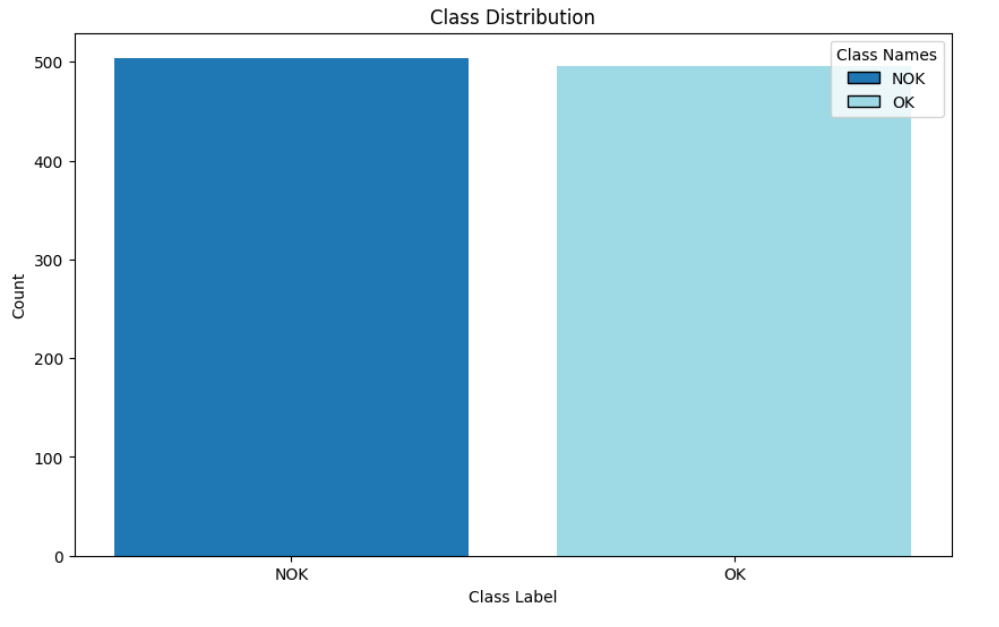 Class Distribution
Class Names
NOK
OK
500
400
300
200
100
0
Count
NOK
OK
Class Label